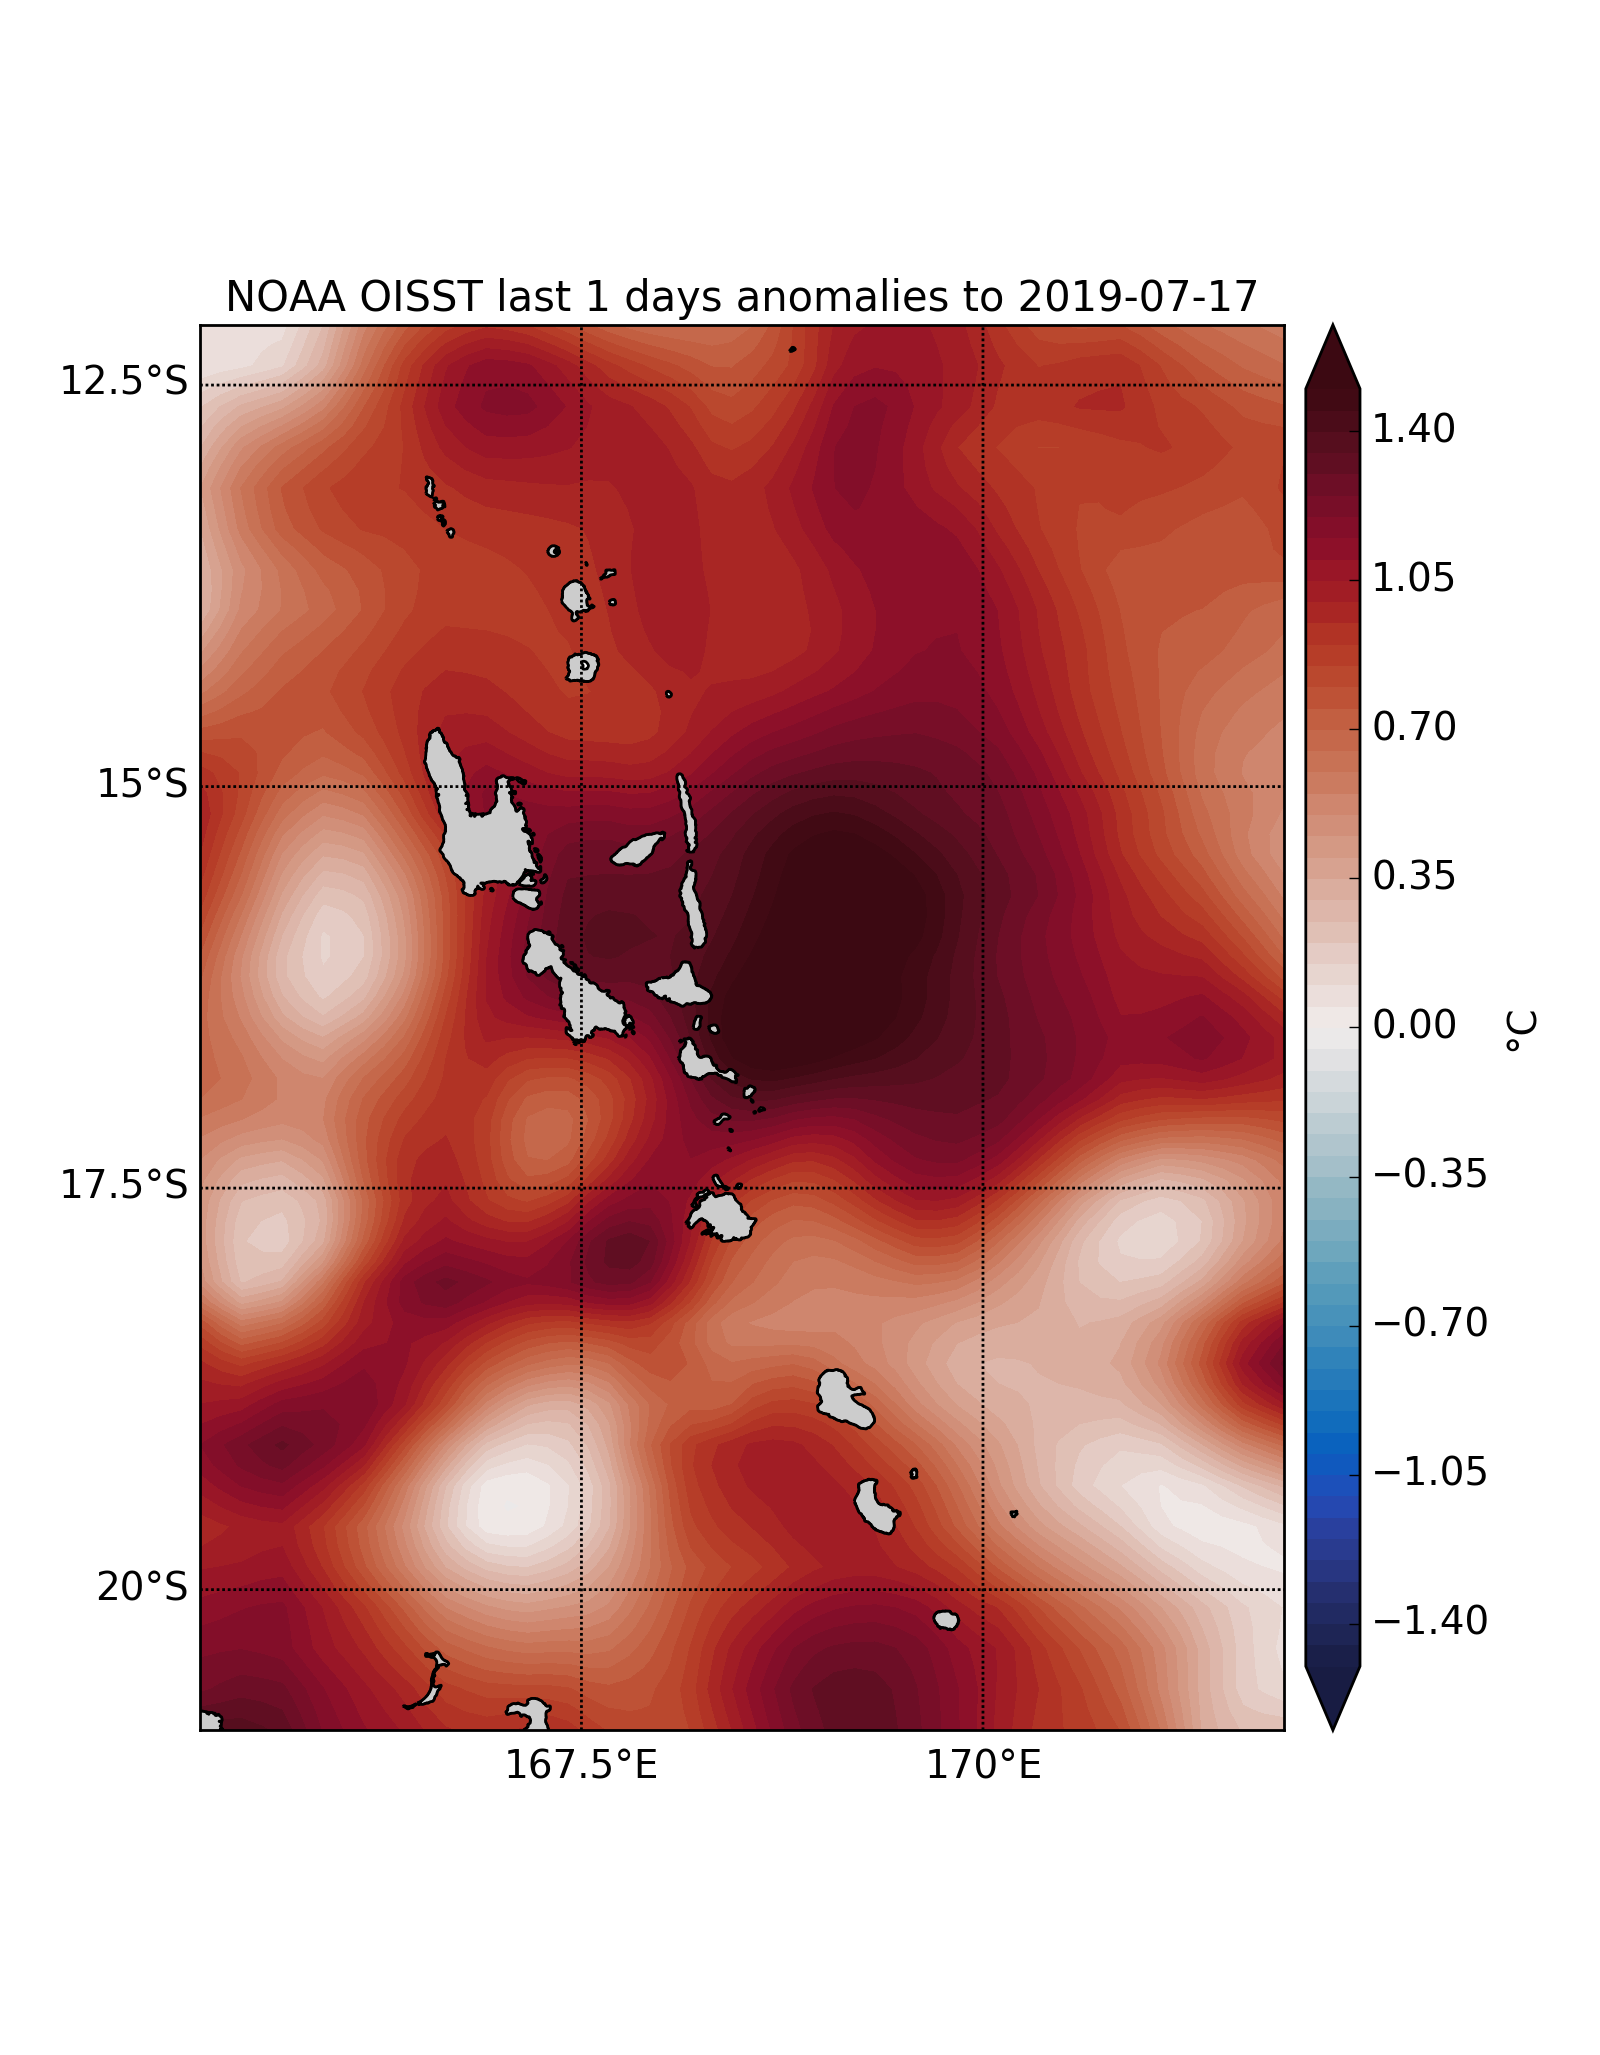 NOAA OISST last 1 days anomalies to 2019-07-17
12.5°S
15°S
17.5°S
20°S
167.5°E
170°E
1.40
1.05
0.70
0.35
0.00
−0.35
−0.70
−1.05
−1.40
°C